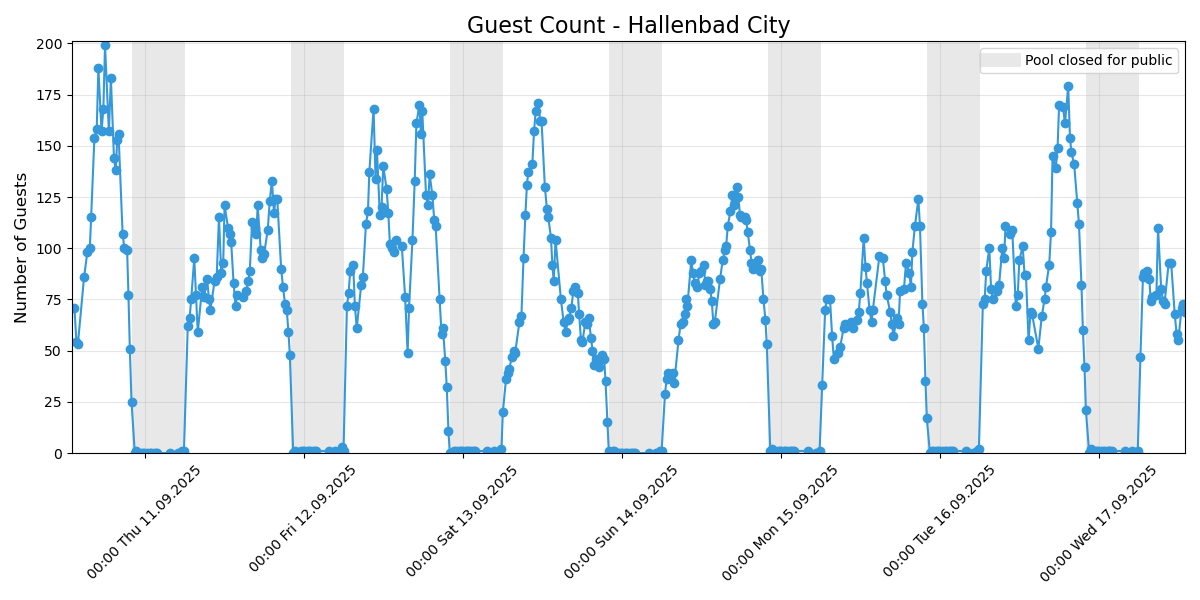 Guest Count - Hallenbad City
Number of Guests
200
175
150
125
100
75
50
25
0
Pool closed for public
00:00 Thu 11.09.2025
00:00 Fri 12.09.2025
00:00 Sat 13.09.2025
00:00 Sun 14.09.2025
00:00 Mon 15.09.2025
00:00 Tue 16.09.2025
00:00 Wed 17.09.2025